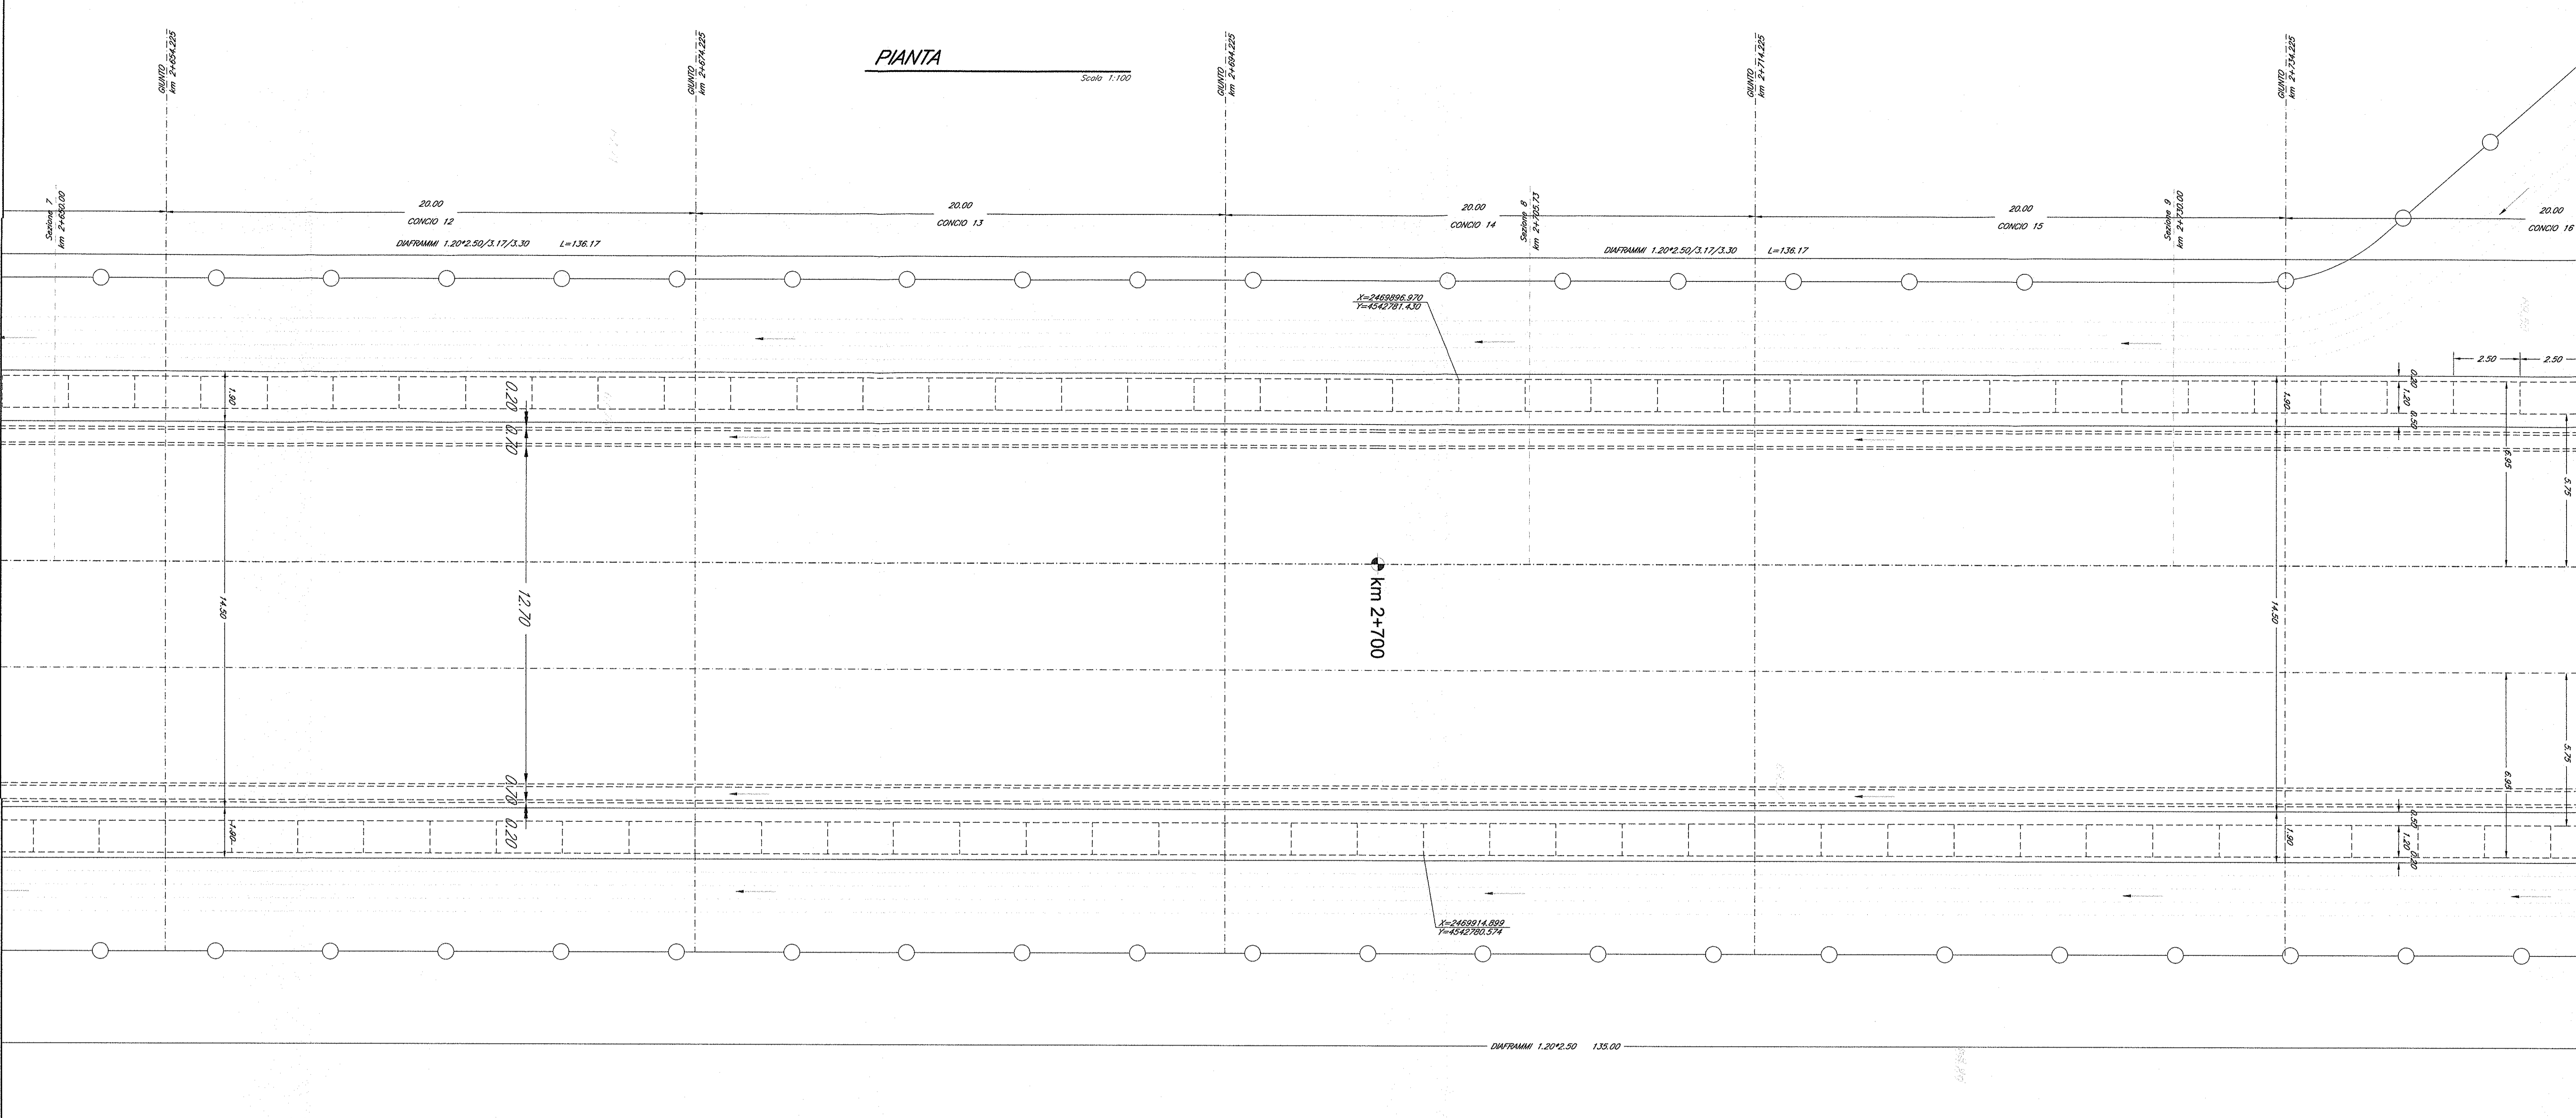 PIANTA
Scala 1:100
GIUNTO
km 2+654.225
GIUNTO
km 2+674.225
GIUNTO
km 2+694.225
GIUNTO
km 2+714.225
GIUNTO
km 2+734.225
Sezione 7
km 2+650.00
20.00
CONCIO 12
20.00
CONCIO 13
20.00
CONCIO 14
Sezione 8
km 2+705.73
20.00
CONCIO 15
Sezione 9
km 2+730.00
20.00
CONCIO 16
DIAFRAMMI 1.20*2.50/3.17/3.30 L=136.17
DIAFRAMMI 1.20*2.50/3.17/3.30 L=136.17
X=2469896.970
Y=4542781.430
2.50
2.50
1.90
0.20
0.70
1.90
0.20
1.20
0.50
6.95
5.75
14.50
12.70
km 2+700
14.50
5.75
6.95
0.70
0.20
1.90
1.90
0.50
1.20
0.20
X=2469914.899
Y=4542780.574
DIAFRAMMI 1.20*2.50 135.00